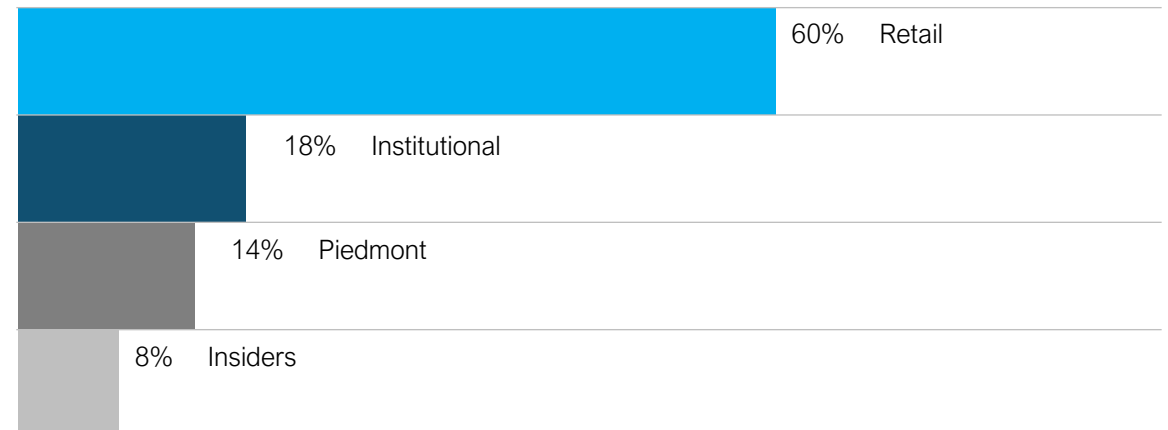 60% Retail
18% Institutional
14% Piedmont
8% Insiders